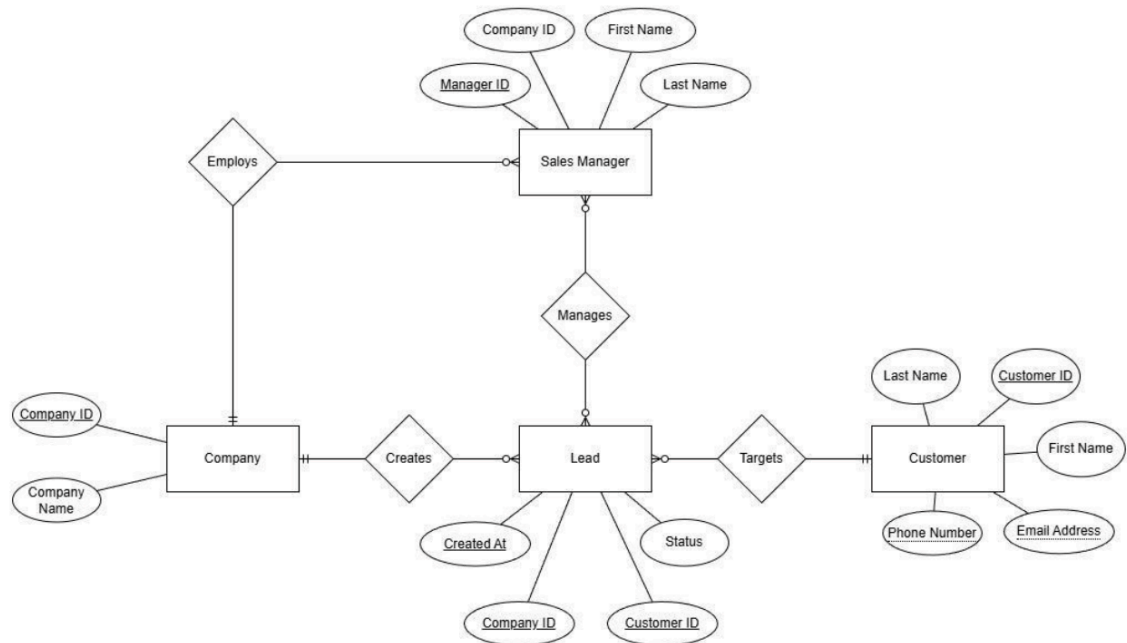 Company ID
First Name
Manager ID
Last Name
Employs
Sales Manager
Manages
Last Name
Customer ID
Company ID
First Name
Company
Creates
Lead
Targets
Customer
Company
Name
Created At
Status
Phone Number
Email Address
Company ID
Customer ID